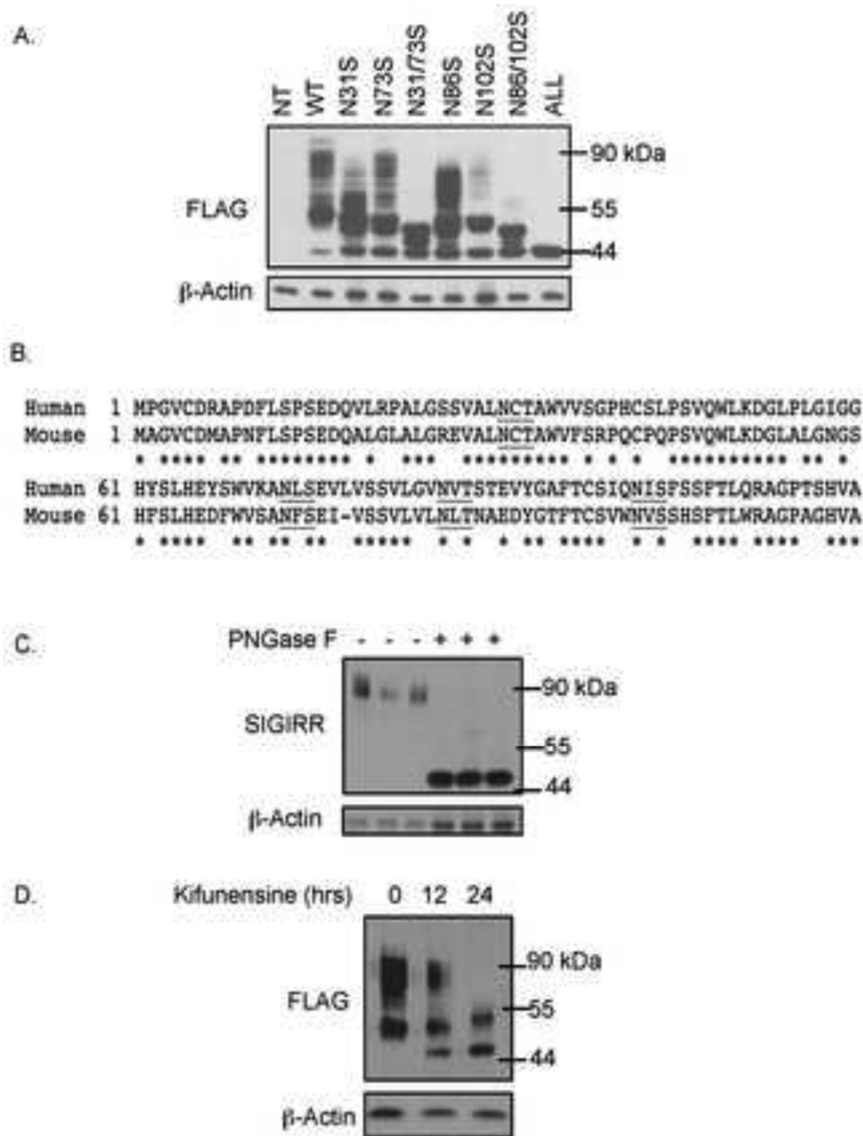 A.
NT WT N31S N73S N31/73S N86S N102S N86/102S ALL
90 kDa
FLAG
55
44
β-Actin
B.
Human 1 MPGVCDRAPDFLSPSEDQVLRPALGSSVALNCTAWVVSGPHCSLPSVQWLKDGLPLGIGG
Mouse 1 MAGVCDMAPNFLSPSEDQALGLALGREVALNCTAWVFSRPQCPQPSVQWLKDGLALGNGS
Human 61 HYSLHEYSWVKANLSEVLVSSVLGVNVTSTEVYGAFTCSIQNISFSSFTLQRAGPTSHVA
Mouse 61 HFSLHEDFWVSANFSEI-VSSVLVLNLTNAEDYGTFTCSVWNVSSHSFTLWRAGPAGHVA
C.
PNGase F - - - + + +
90 kDa
SIGIRR
55
44
β-Actin
D.
Kifunensine (hrs) 0 12 24
90 kDa
FLAG
55
44
β-Actin